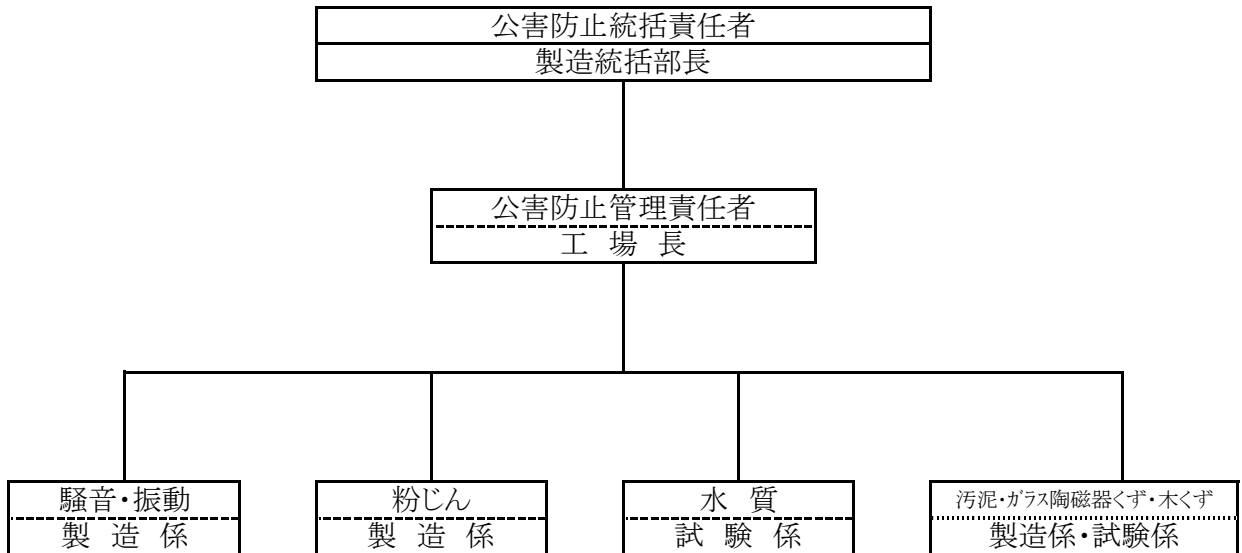 公害防止統括責任者
製造統括部長
公害防止管理責任者
工 場 長
騒音・振動
製 造 係
粉じん
製 造 係
水 質
試 験 係
汚泥・ガラス陶磁器くず・木くず
製造係・試験係